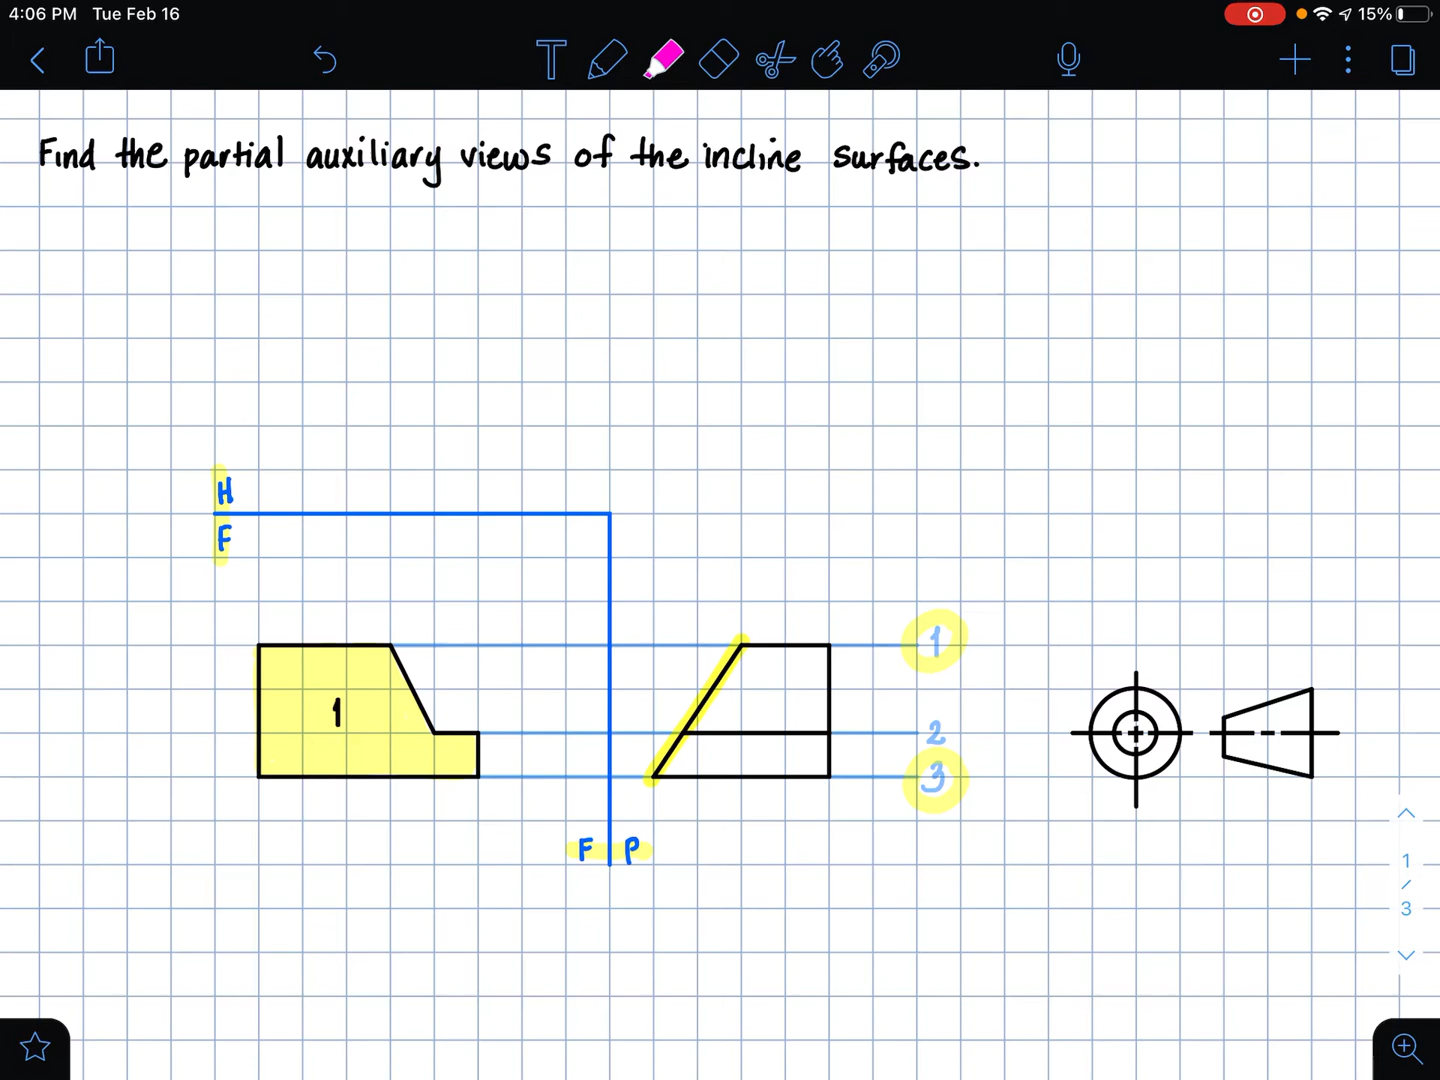 4:06 PM Tue Feb 16
15%
T
Find the partial auxiliary views of the incline surfaces.
H
F
1
1
2
3
F P
1
/
3